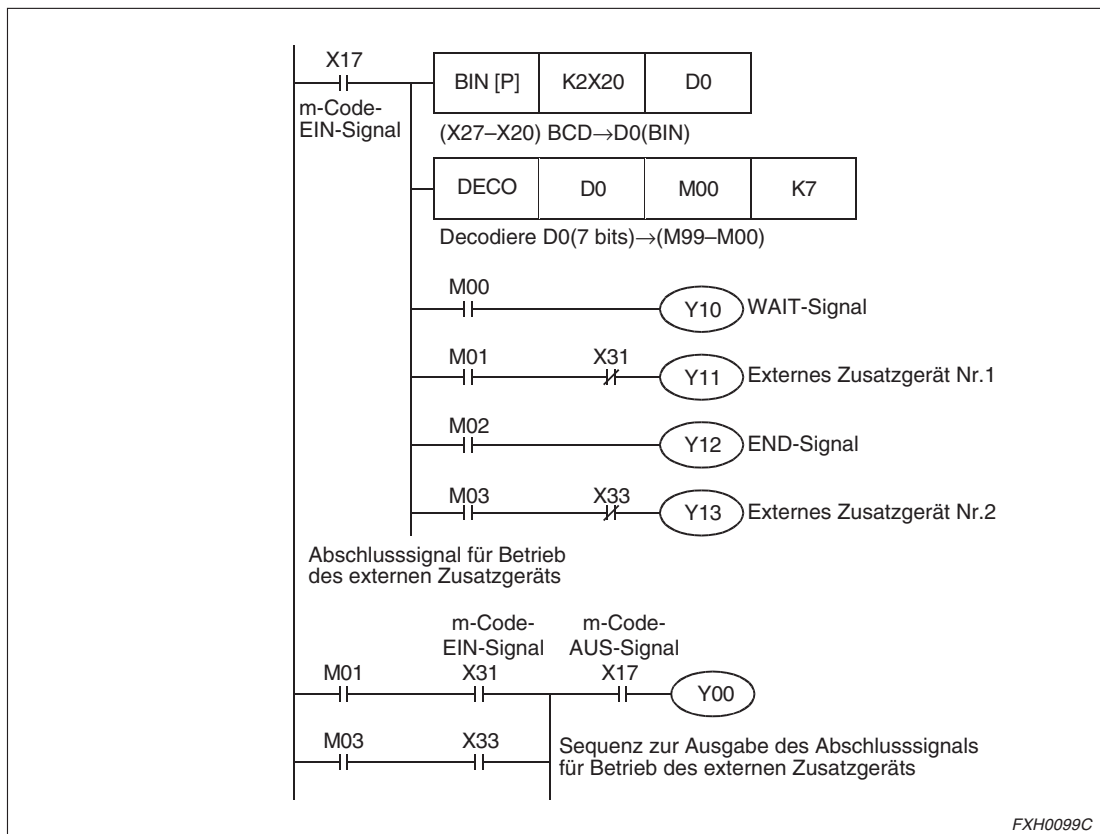 X17
m-Code-
EIN-Signal
BIN [P] K2X20 D0
(X27–X20) BCD→D0(BIN)
DECO D0 M00 K7
Decodiere D0(7 bits)→(M99–M00)
M00
Y10 WAIT-Signal
M01 X31
Y11 Externes Zusatzgerät Nr.1
M02
Y12 END-Signal
M03 X33
Y13 Externes Zusatzgerät Nr.2
Abschlusssignal für Betrieb
des externen Zusatzgeräts
m-Code- m-Code-
EIN-Signal AUS-Signal
M01 X31 X17
Y00
M03 X33
Sequenz zur Ausgabe des Abschlusssignals
für Betrieb des externen Zusatzgeräts
FXH0099C